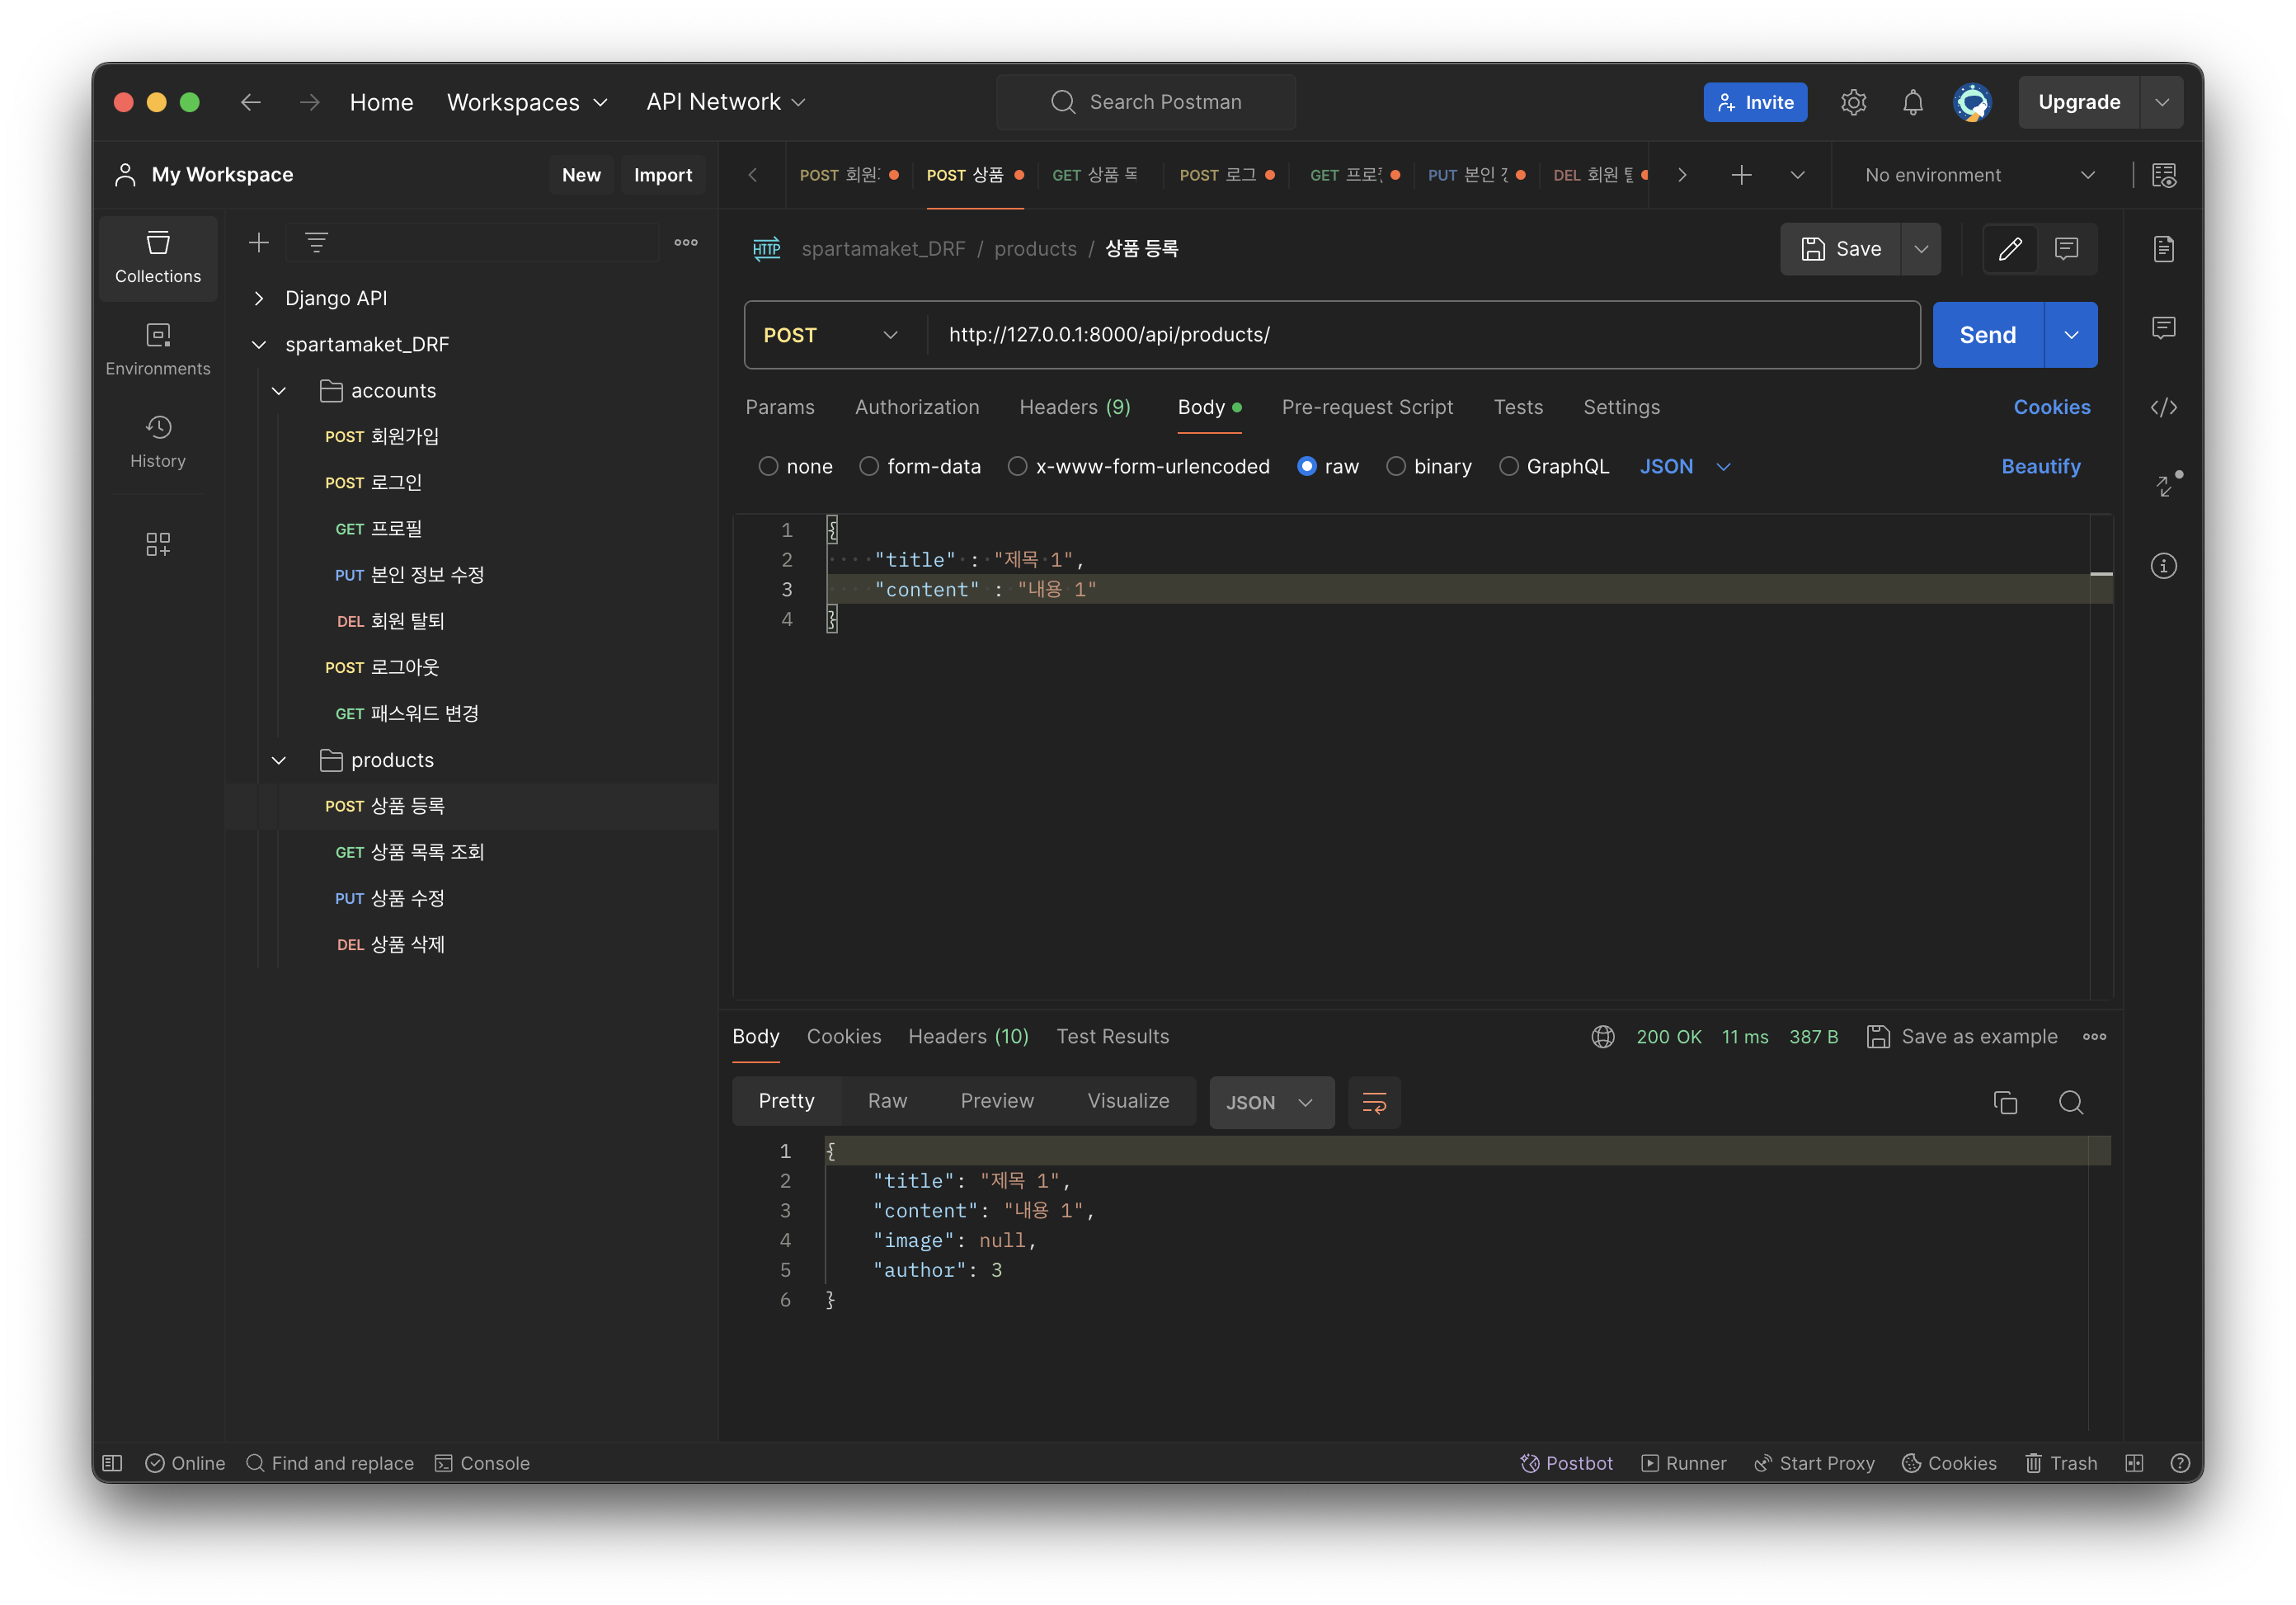 Home Workspaces API Network Search Postman Invite Upgrade
My Workspace New Import POST 회원 POST 상품 GET 상품 목 POST 로그 GET 프로 PUT 본인 DEL 회원 No environment
Collections
Environments
History
Django API
spartamaket_DRF
accounts
POST 회원가입
POST 로그인
GET 프로필
PUT 본인 정보 수정
DEL 회원 탈퇴
POST 로그아웃
GET 패스워드 변경
products
POST 상품 등록
GET 상품 목록 조회
PUT 상품 수정
DEL 상품 삭제
HTTP spartamaket_DRF / products / 상품 등록 Save
POST http://127.0.0.1:8000/api/products/ Send
Params Authorization Headers (9) Body Pre-request Script Tests Settings Cookies
none form-data x-www-form-urlencoded raw binary GraphQL JSON Beautify
1 {
2 "title" : "제목 1",
3 "content" : "내용 1"
4 }
Body Cookies Headers (10) Test Results 200 OK 11 ms 387 B Save as example
Pretty Raw Preview Visualize JSON
1 {
2 "title": "제목 1",
3 "content": "내용 1",
4 "image": null,
5 "author": 3
6 }
Online Find and replace Console Postbot Runner Start Proxy Cookies Trash